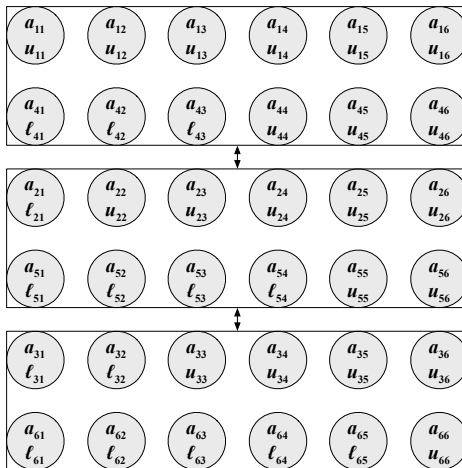 a₁₁ a₁₂ a₁₃ a₁₄ a₁₅ a₁₆
u₁₁ u₁₂ u₁₃ u₁₄ u₁₅ u₁₆
a₄₁ a₄₂ a₄₃ a₄₄ a₄₅ a₄₆
ℓ₄₁ ℓ₄₂ ℓ₄₃ u₄₄ u₄₅ u₄₆
a₂₁ a₂₂ a₂₃ a₂₄ a₂₅ a₂₆
ℓ₂₁ u₂₂ u₂₃ u₂₄ u₂₅ u₂₆
a₅₁ a₅₂ a₅₃ a₅₄ a₅₅ a₅₆
ℓ₅₁ ℓ₅₂ ℓ₅₃ ℓ₅₄ u₅₅ u₅₆
a₃₁ a₃₂ a₃₃ a₃₄ a₃₅ a₃₆
ℓ₃₁ ℓ₃₂ u₃₃ u₃₄ u₃₅ u₃₆
a₆₁ a₆₂ a₆₃ a₆₄ a₆₅ a₆₆
ℓ₆₁ ℓ₆₂ ℓ₆₃ ℓ₆₄ ℓ₆₅ u₆₆